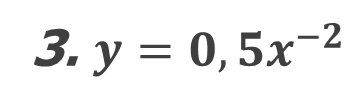 3. y = 0,5x⁻²